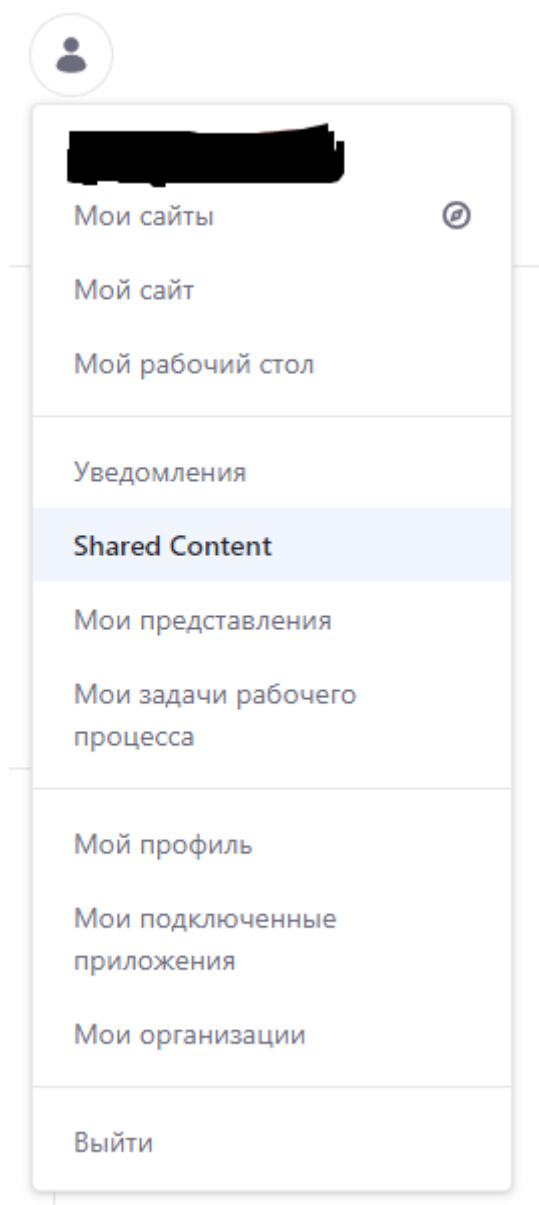 Мои сайты
Мой сайт
Мой рабочий стол
Уведомления
Shared Content
Мои представления
Мои задачи рабочего
процесса
Мой профиль
Мои подключенные
приложения
Мои организации
Выйти